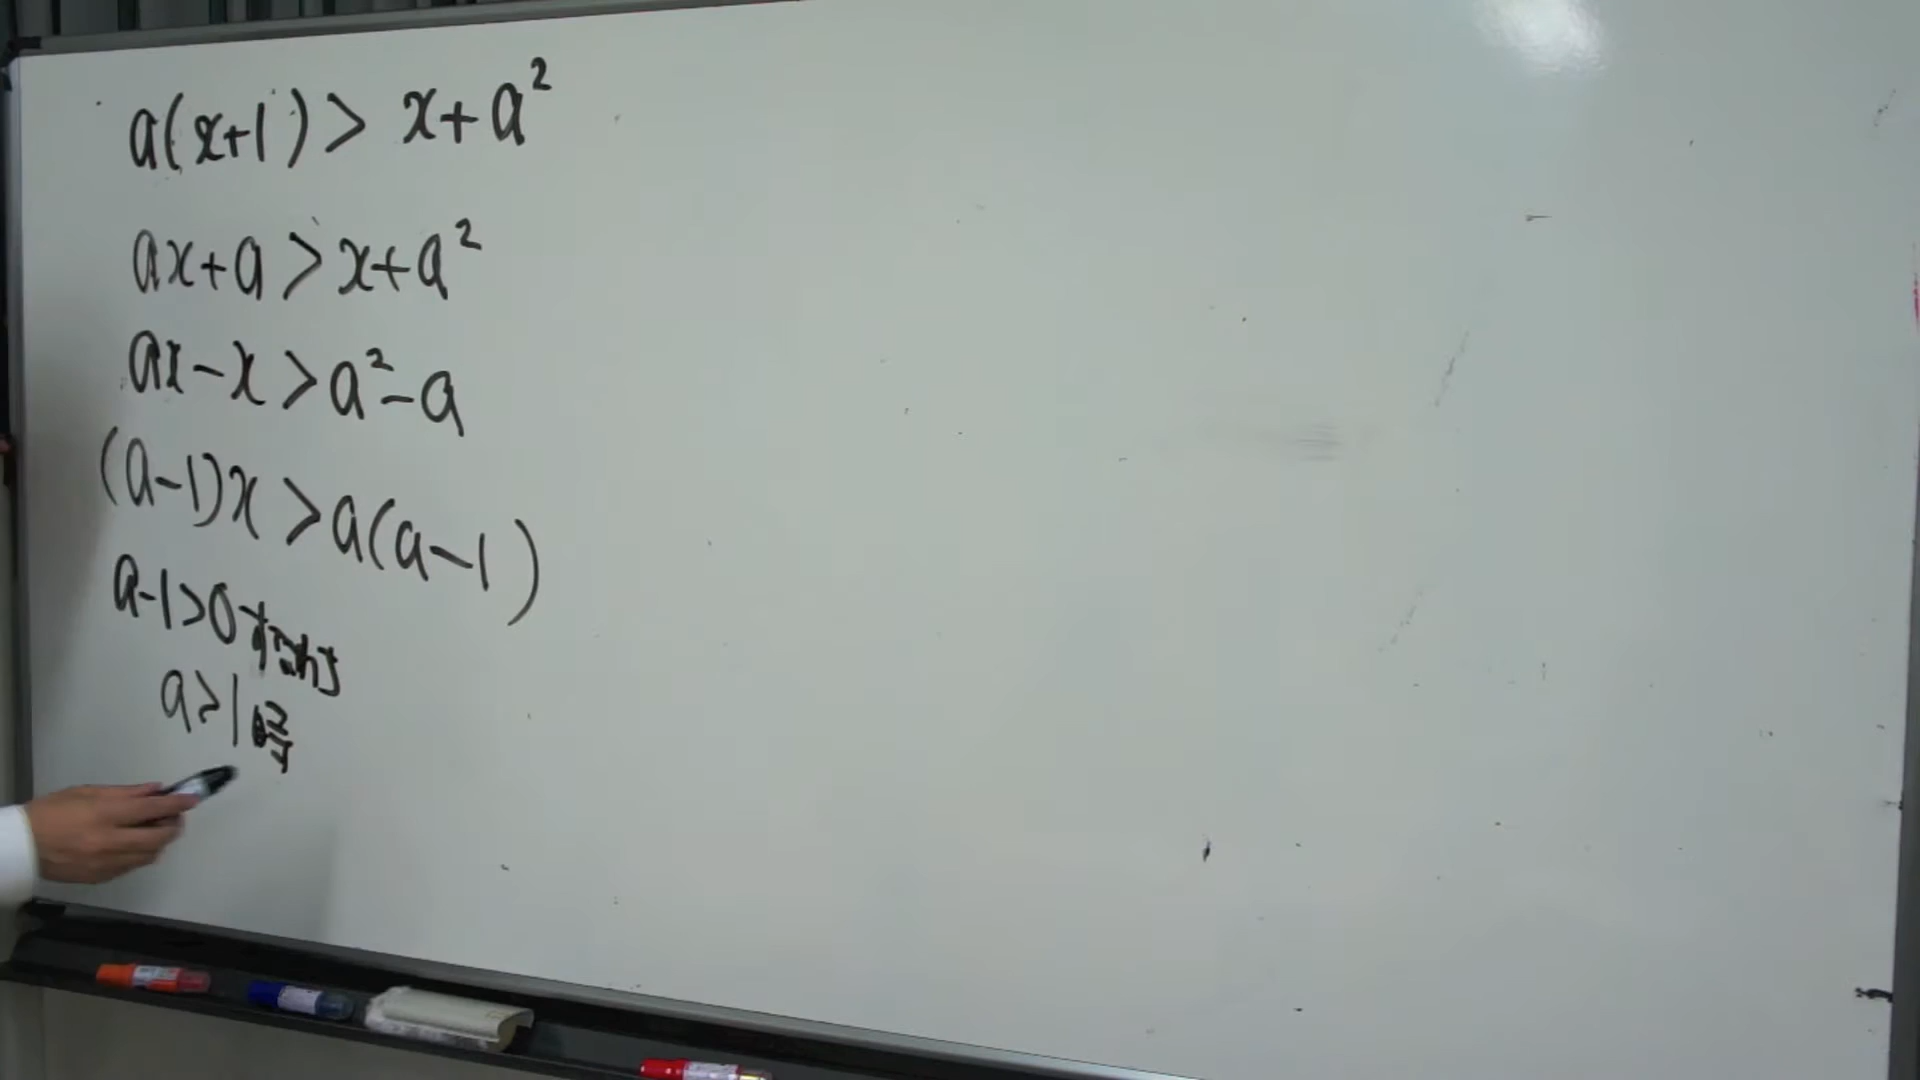 a(x+1) > x+a²
ax+a > x+a²
ax-x > a²-a
(a-1)x > a(a-1)
a-1>0 すなわち
a>1 時